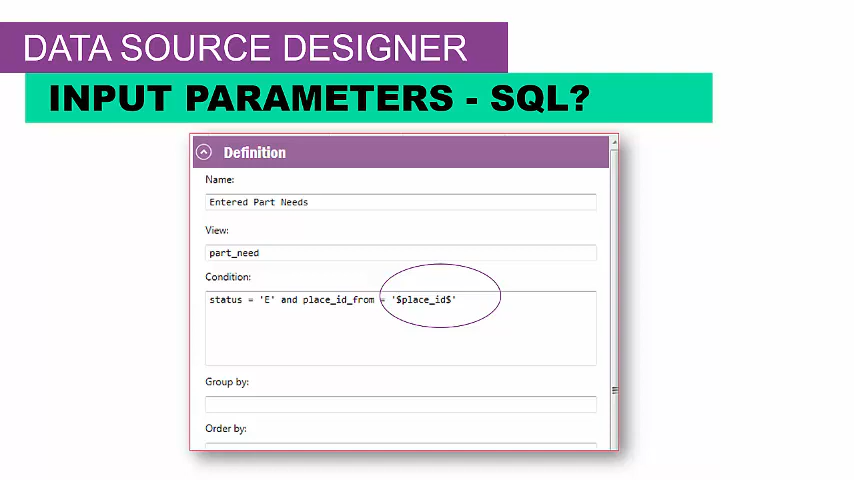 DATA SOURCE DESIGNER
INPUT PARAMETERS - SQL?
Definition
Name:
Entered Part Needs
View:
part_need
Condition:
status = 'E' and place_id_from = '$place_id$'
Group by:
Order by: